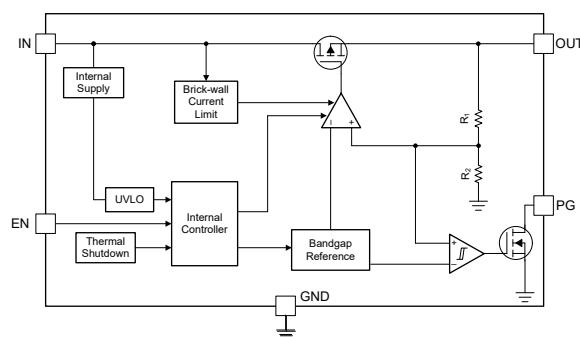 IN
OUT
Internal
Supply
Brick-wall
Current
Limit
− +
R1
R2
UVLO
PG
EN
Internal
Controller
Thermal
Shutdown
Bandgap
Reference
+
−
GND